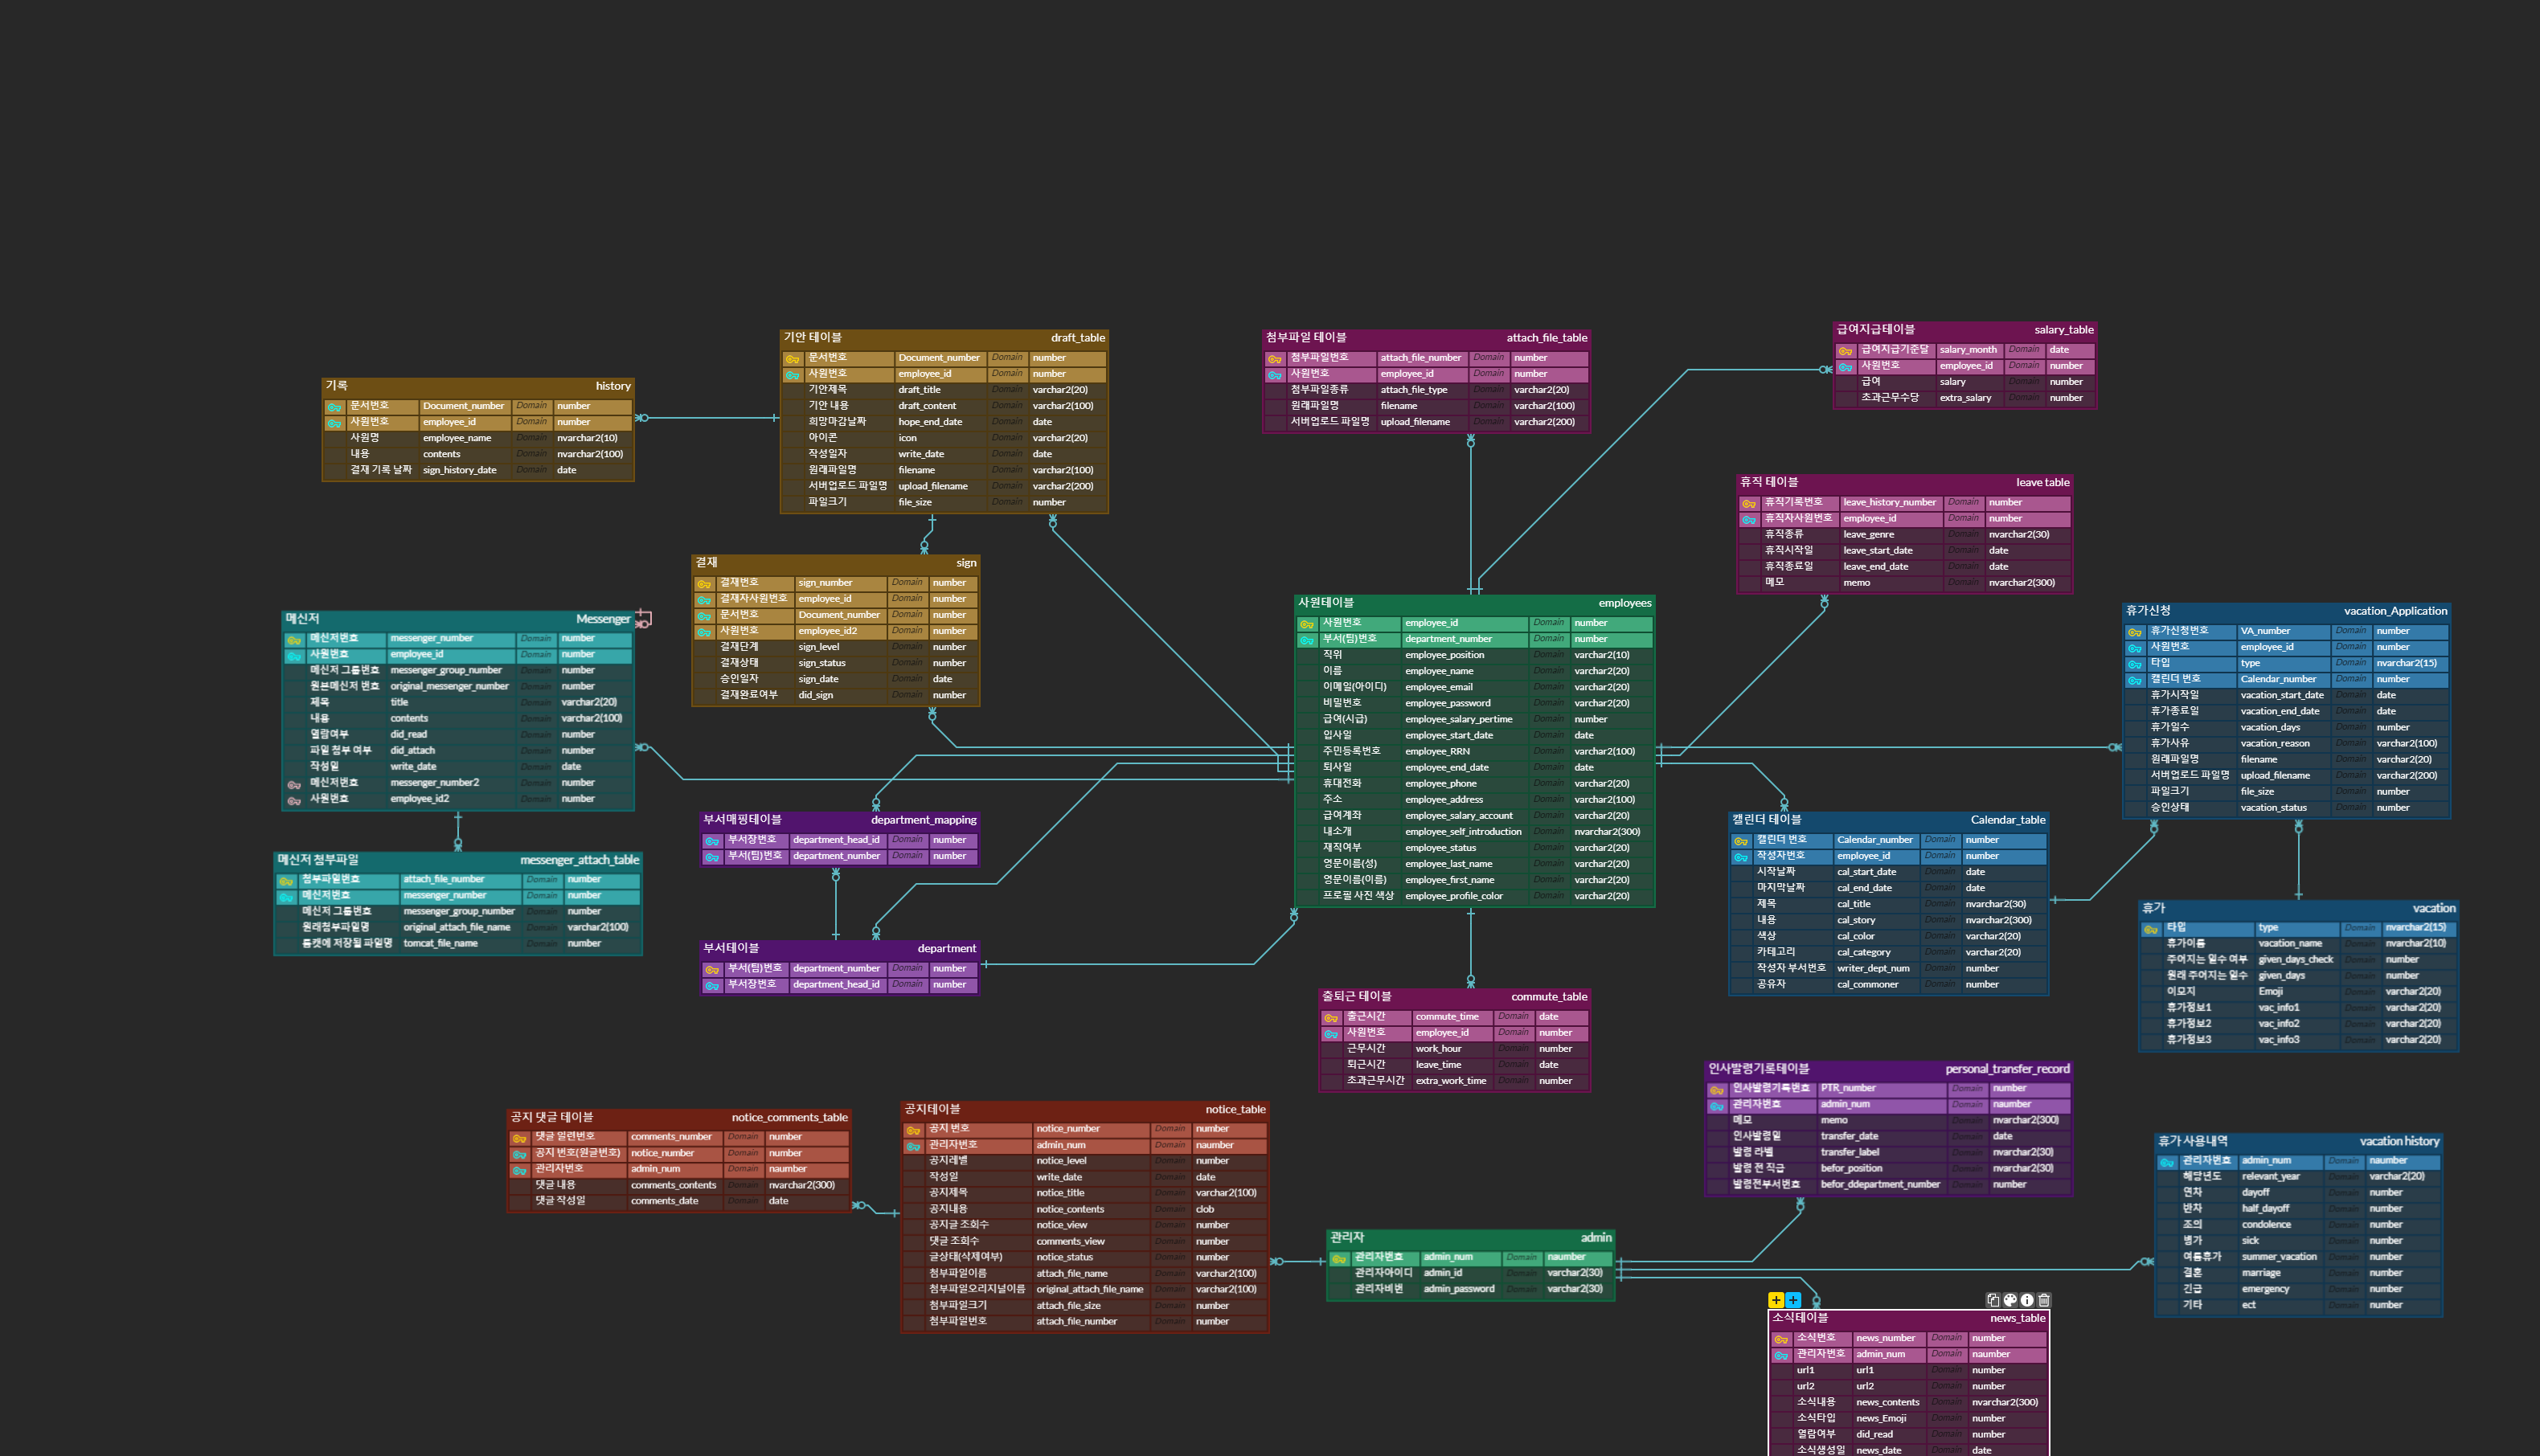 기안 테이블 draft_table
문서번호 Document_number Domain number
사원번호 employee_id Domain number
기안제목 draft_title Domain varchar2(20)
기안 내용 draft_content Domain varchar2(100)
희망마감날짜 hope_end_date Domain date
아이콘 icon Domain varchar2(20)
작성일자 write_date Domain date
원래파일명 filename Domain varchar2(100)
서버업로드 파일명 upload_filename Domain varchar2(200)
파일크기 file_size Domain number
첨부파일 테이블 attach_file_table
첨부파일번호 attach_file_number Domain number
사원번호 employee_id Domain number
첨부파일종류 attach_file_type Domain varchar2(20)
원래파일명 filename Domain varchar2(100)
서버업로드 파일명 upload_filename Domain varchar2(200)
급여지급테이블 salary_table
급여지급기준달 salary_month Domain date
사원번호 employee_id Domain number
급여 salary Domain number
초과근무수당 extra_salary Domain number
기록 history
문서번호 Document_number Domain number
사원번호 employee_id Domain number
사원명 employee_name Domain nvarchar2(10)
내용 contents Domain nvarchar2(100)
결재 기록 날짜 sign_history_date Domain date
휴직 테이블 leave table
휴직기록번호 leave_history_number Domain number
휴직자사원번호 employee_id Domain number
휴직종류 leave_genre Domain nvarchar2(30)
휴직시작일 leave_start_date Domain date
휴직종료일 leave_end_date Domain date
메모 memo Domain nvarchar2(300)
결재 sign
결재번호 sign_number Domain number
결재자사원번호 employee_id Domain number
문서번호 Document_number Domain number
사원번호 employee_id2 Domain number
결재단계 sign_level Domain number
결재상태 sign_status Domain number
승인일자 sign_date Domain date
결재완료여부 did_sign Domain number
메신저 Messenger
메신저번호 messenger_number Domain number
사원번호 employee_id Domain number
메신저 그룹번호 messenger_group_number Domain number
원본메신저 번호 original_messenger_number Domain number
제목 title Domain varchar2(20)
내용 contents Domain varchar2(100)
열람여부 did_read Domain number
파일 첨부 여부 did_attach Domain number
작성일 write_date Domain date
메신저번호 messenger_number2 Domain number
사원번호 employee_id2 Domain number
사원테이블 employees
사원번호 employee_id Domain number
부서(팀)번호 department_number Domain number
직위 employee_position Domain varchar2(10)
이름 employee_name Domain varchar2(20)
이메일(아이디) employee_email Domain varchar2(20)
비밀번호 employee_password Domain varchar2(20)
급여(시급) employee_salary_pertime Domain number
입사일 employee_start_date Domain date
주민등록번호 employee_RRN Domain varchar2(100)
퇴사일 employee_end_date Domain date
휴대전화 employee_phone Domain varchar2(20)
주소 employee_address Domain varchar2(100)
급여계좌 employee_salary_account Domain varchar2(20)
내소개 employee_self_introduction Domain nvarchar2(300)
재직여부 employee_status Domain varchar2(20)
영문이름(성) employee_last_name Domain varchar2(20)
영문이름(이름) employee_first_name Domain varchar2(20)
프로필 사진 색상 employee_profile_color Domain varchar2(20)
휴가신청 vacation_Application
휴가신청번호 VA_number Domain number
사원번호 employee_id Domain number
타입 type Domain nvarchar2(15)
캘린더 번호 Calendar_number Domain number
휴가시작일 vacation_start_date Domain date
휴가종료일 vacation_end_date Domain date
휴가일수 vacation_days Domain number
휴가사유 vacation_reason Domain varchar2(100)
원래파일명 filename Domain varchar2(20)
서버업로드 파일명 upload_filename Domain varchar2(200)
파일크기 file_size Domain number
승인상태 vacation_status Domain number
부서매핑테이블 department_mapping
부서장번호 department_head_id Domain number
부서(팀)번호 department_number Domain number
캘린더 테이블 Calendar_table
캘린더 번호 Calendar_number Domain number
작성자번호 employee_id Domain number
시작날짜 cal_start_date Domain date
마지막날짜 cal_end_date Domain date
제목 cal_title Domain nvarchar2(30)
내용 cal_story Domain nvarchar2(300)
색상 cal_color Domain varchar2(20)
카테고리 cal_category Domain varchar2(20)
작성자 부서번호 writer_dept_num Domain number
공유자 cal_commoner Domain number
메신저 첨부파일 messenger_attach_table
첨부파일번호 attach_file_number Domain number
메신저번호 messenger_number Domain number
메신저 그룹번호 messenger_group_number Domain number
원래첨부파일명 original_attach_file_name Domain varchar2(100)
톰캣에 저장될 파일명 tomcat_file_name Domain number
부서테이블 department
부서(팀)번호 department_number Domain number
부서장번호 department_head_id Domain number
휴가 vacation
타입 type Domain nvarchar2(15)
휴가이름 vacation_name Domain nvarchar2(10)
주어지는 일수 여부 given_days_check Domain number
원래 주어지는 일수 given_days Domain number
이모지 Emoji Domain varchar2(20)
휴가정보1 vac_info1 Domain varchar2(20)
휴가정보2 vac_info2 Domain varchar2(20)
휴가정보3 vac_info3 Domain varchar2(20)
출퇴근 테이블 commute_table
출근시간 commute_time Domain date
사원번호 employee_id Domain number
근무시간 work_hour Domain number
퇴근시간 leave_time Domain date
초과근무시간 extra_work_time Domain number
인사발령기록테이블 personal_transfer_record
인사발령기록번호 PTR_number Domain number
관리자번호 admin_num Domain naumber
메모 memo Domain nvarchar2(300)
인사발령일 transfer_date Domain date
발령 라벨 transfer_label Domain nvarchar2(30)
발령 전 직급 befor_position Domain nvarchar2(30)
발령전부서번호 befor_ddepartment_number Domain number
공지 댓글 테이블 notice_comments_table
댓글 일련번호 comments_number Domain number
공지 번호(원글번호) notice_number Domain number
관리자번호 admin_num Domain naumber
댓글 내용 comments_contents Domain nvarchar2(300)
댓글 작성일 comments_date Domain date
공지테이블 notice_table
공지 번호 notice_number Domain number
관리자번호 admin_num Domain naumber
공지레벨 notice_level Domain number
작성일 write_date Domain date
공지제목 notice_title Domain varchar2(100)
공지내용 notice_contents Domain clob
공지글 조회수 notice_view Domain number
댓글 조회수 comments_view Domain number
글상태(삭제여부) notice_status Domain number
첨부파일이름 attach_file_name Domain varchar2(100)
첨부파일오리지널이름 original_attach_file_name Domain varchar2(100)
첨부파일크기 attach_file_size Domain number
첨부파일번호 attach_file_number Domain number
휴가 사용내역 vacation history
관리자번호 admin_num Domain naumber
해당년도 relevant_year Domain varchar2(20)
연차 dayoff Domain number
반차 half_dayoff Domain number
조의 condolence Domain number
병가 sick Domain number
여름휴가 summer_vacation Domain number
결혼 marriage Domain number
긴급 emergency Domain number
기타 ect Domain number
관리자 admin
관리자번호 admin_num Domain naumber
관리자아이디 admin_id Domain varchar2(30)
관리자비번 admin_password Domain varchar2(30)
소식테이블 news_table
소식번호 news_number Domain number
관리자번호 admin_num Domain naumber
url1 url1 Domain number
url2 url2 Domain number
소식내용 news_contents Domain nvarchar2(300)
소식타입 news_Emoji Domain number
열람여부 did_read Domain number
소식생성일 news_date Domain date